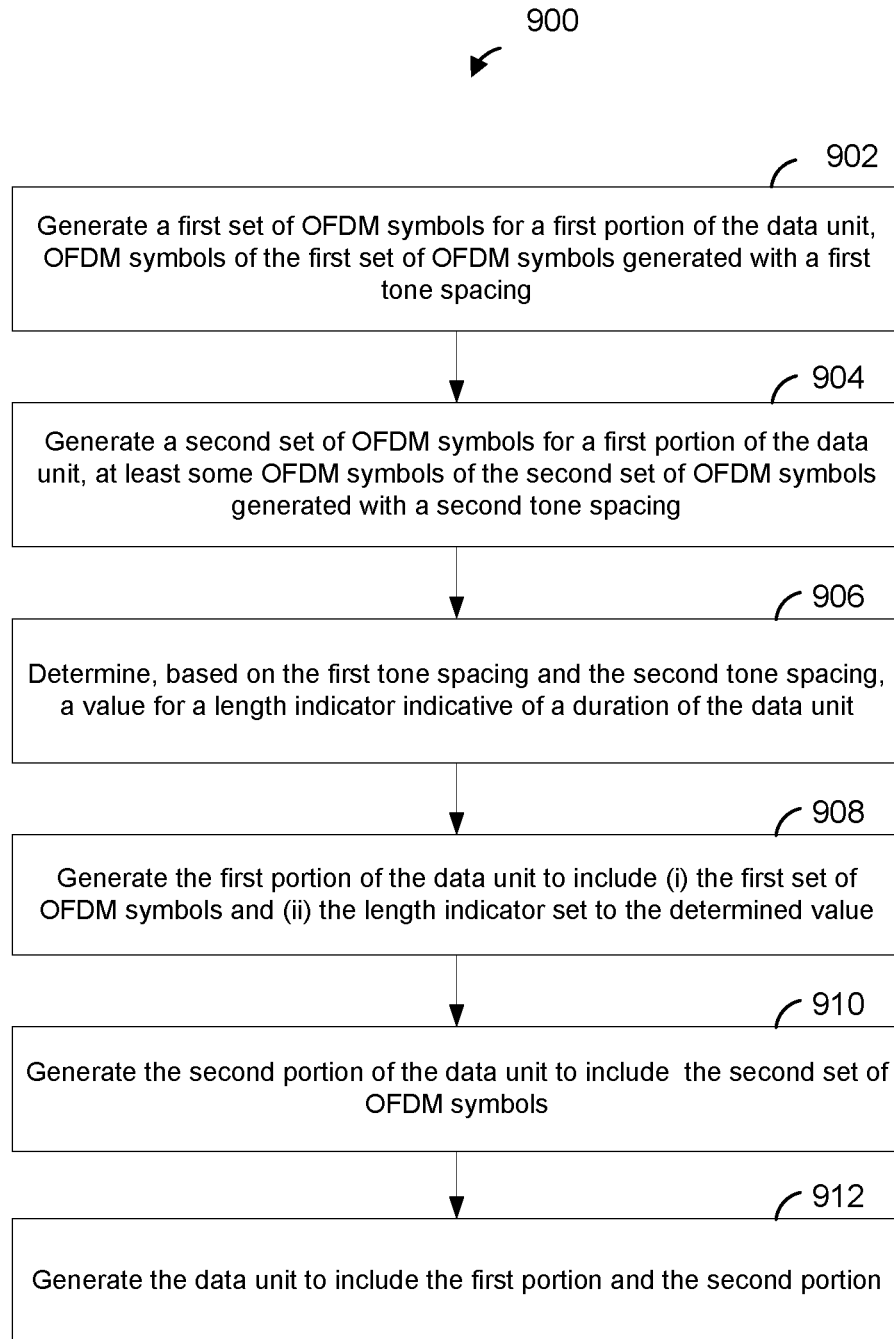 900
902
Generate a first set of OFDM symbols for a first portion of the data unit,
OFDM symbols of the first set of OFDM symbols generated with a first
tone spacing
904
Generate a second set of OFDM symbols for a first portion of the data
unit, at least some OFDM symbols of the second set of OFDM symbols
generated with a second tone spacing
906
Determine, based on the first tone spacing and the second tone spacing,
a value for a length indicator indicative of a duration of the data unit
908
Generate the first portion of the data unit to include (i) the first set of
OFDM symbols and (ii) the length indicator set to the determined value
910
Generate the second portion of the data unit to include  the second set of
OFDM symbols
912
Generate the data unit to include the first portion and the second portion